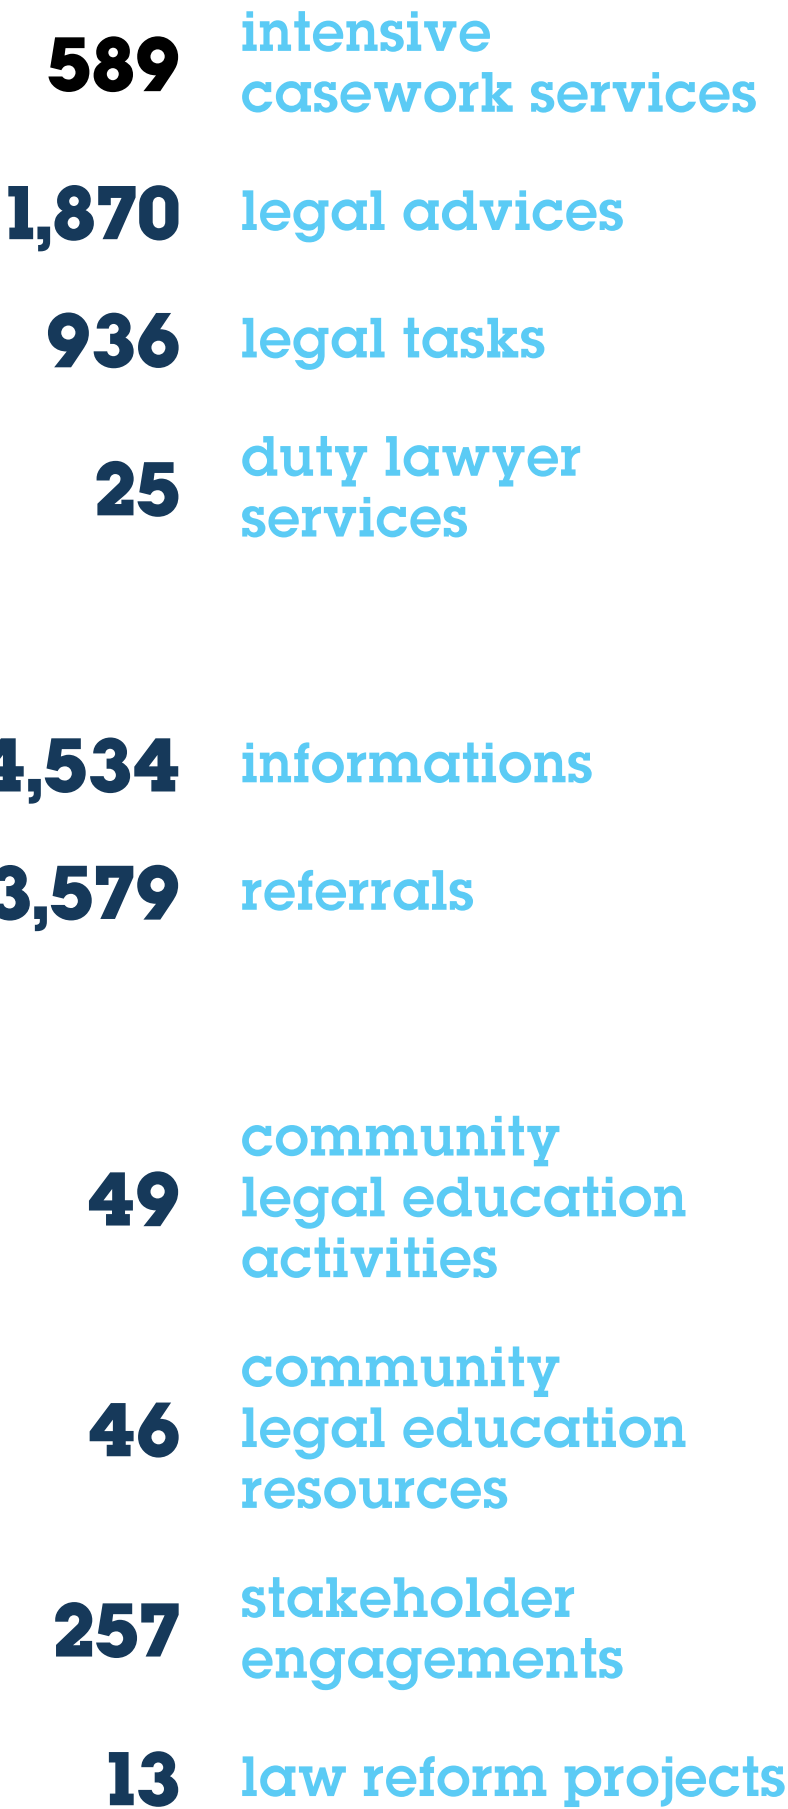 589 intensive
casework services
1,870 legal advices
936 legal tasks
25 duty lawyer
services
4,534 informations
3,579 referrals
49 community
legal education
activities
46 community
legal education
resources
257 stakeholder
engagements
13 law reform projects